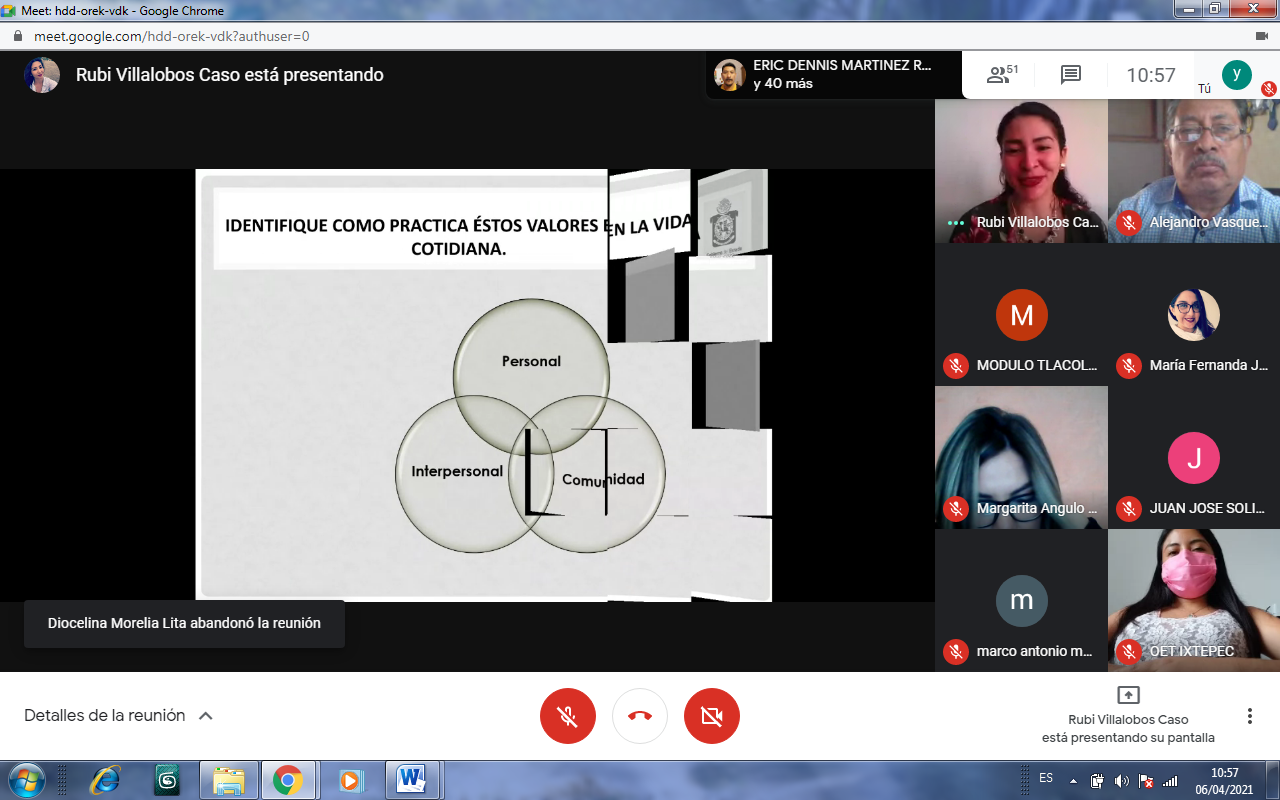 Meet: hdd-orek-vdk - Google Chrome
meet.google.com/hdd-orek-vdk?authuser=0
Rubi Villalobos Caso está presentando
ERIC DENNIS MARTINEZ R...
y 40 más
51
10:57
Tú
y
IDENTIFIQUE COMO PRACTICA ÉSTOS VALORES EN LA VIDA
COTIDIANA.
Personal
Interpersonal
Comunidad
Rubi Villalobos Ca...
Alejandro Vasque...
M
MODULO TLACOL...
María Fernanda J...
Margarita Angulo ...
J
JUAN JOSE SOLI...
m
marco antonio m...
OET IXTEPEC
Diocelina Morelia Lita abandonó la reunión
Detalles de la reunión
Rubi Villalobos Caso
está presentando su pantalla
ES
10:57
06/04/2021